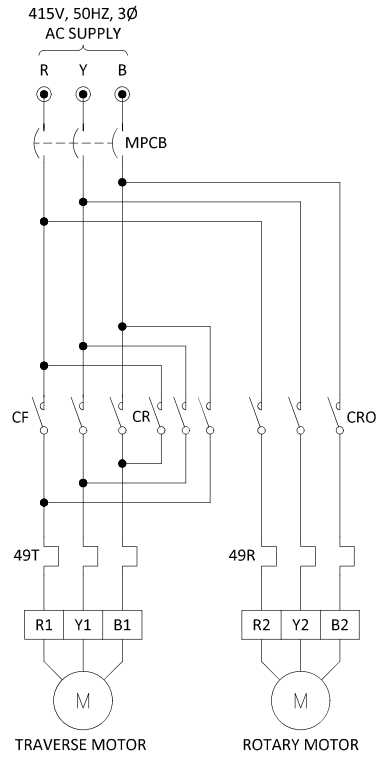 415V, 50HZ, 3Ø
AC SUPPLY
R Y B
MPCB
CF CR CRO
49T 49R
R1 Y1 B1 R2 Y2 B2
M M
TRAVERSE MOTOR ROTARY MOTOR